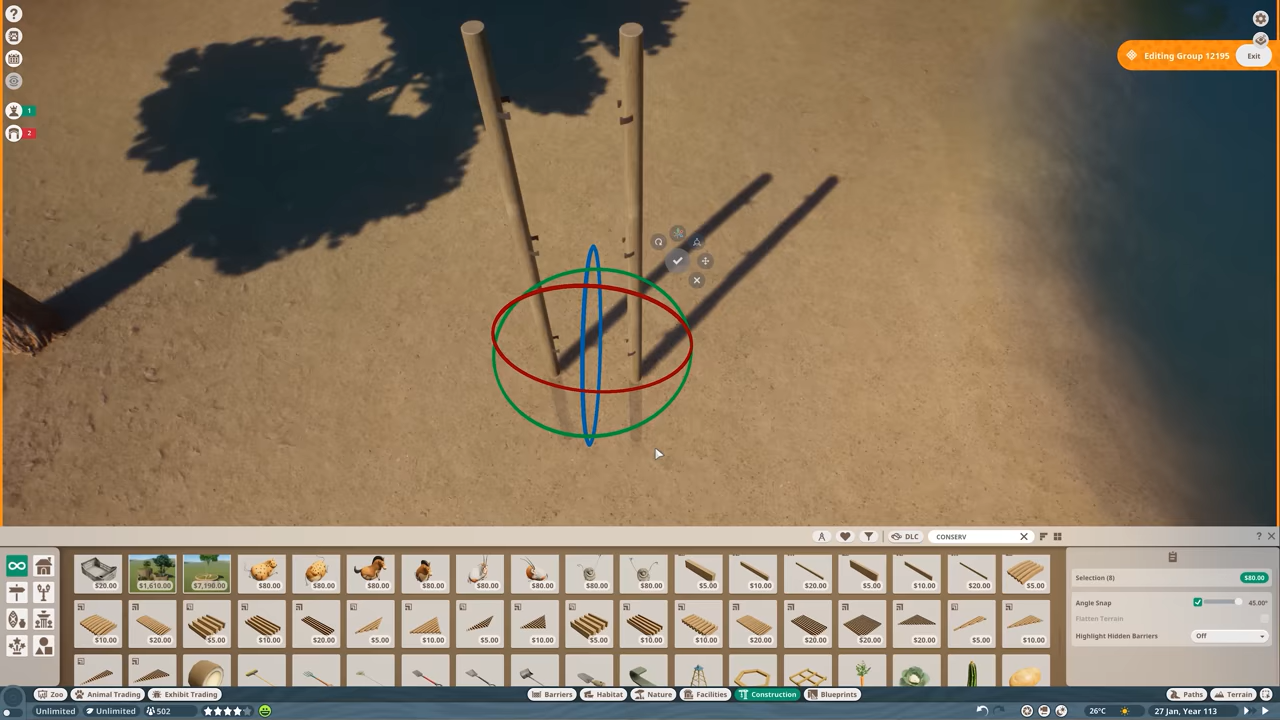 ?
Editing Group 12195
Exit
1
2
DLC
CONSERV
?
$20.00 $1,610.00 $7,190.00 $80.00 $80.00 $80.00 $80.00 $80.00 $80.00 $80.00 $80.00 $5.00 $10.00 $20.00 $5.00 $10.00 $20.00 $5.00
$10.00 $20.00 $5.00 $10.00 $20.00 $5.00 $10.00 $5.00 $10.00 $5.00 $10.00 $10.00 $20.00 $20.00 $20.00 $20.00 $5.00 $10.00
Selection (8) $80.00
Angle Snap 45.00°
Flatten Terrain
Highlight Hidden Barriers Off
Zoo Animal Trading Exhibit Trading Barriers Habitat Nature Facilities Construction Blueprints Paths Terrain
Unlimited Unlimited 502 26°C 27 Jan, Year 113